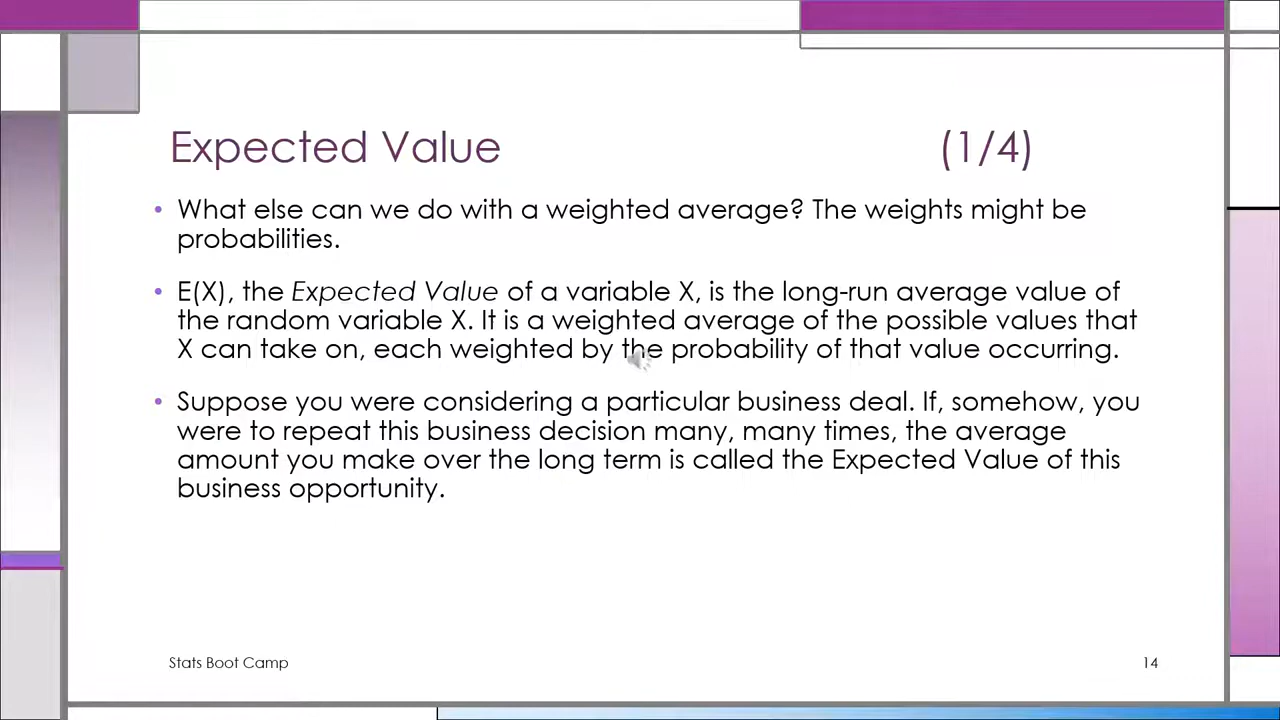 Expected Value (1/4)
• What else can we do with a weighted average? The weights might be
probabilities.
• E(X), the Expected Value of a variable X, is the long-run average value of
the random variable X. It is a weighted average of the possible values that
X can take on, each weighted by the probability of that value occurring.
• Suppose you were considering a particular business deal. If, somehow, you
were to repeat this business decision many, many times, the average
amount you make over the long term is called the Expected Value of this
business opportunity.
Stats Boot Camp 14